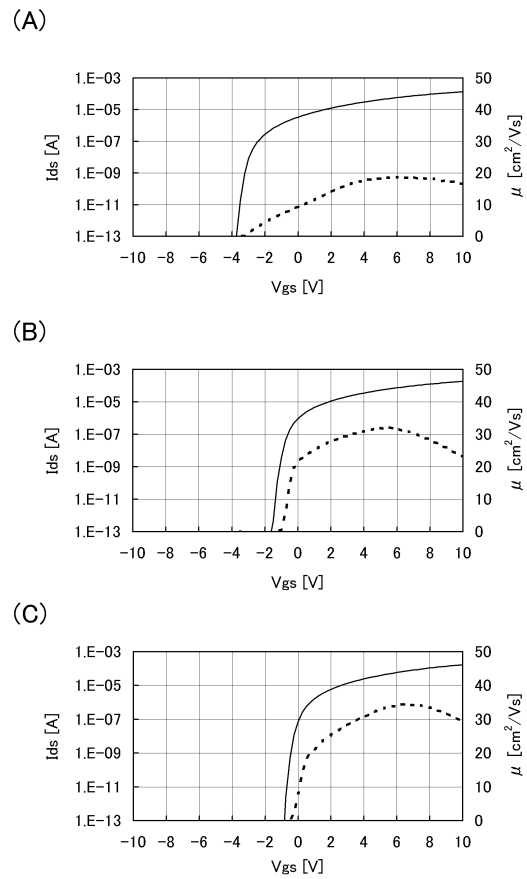 (A)
1.E-03
1.E-05
1.E-07
1.E-09
1.E-11
1.E-13
Ids [A]
50
40
30
20
10
0
μ [cm²/Vs]
-10 -8 -6 -4 -2 0 2 4 6 8 10
Vgs [V]
(B)
1.E-03
1.E-05
1.E-07
1.E-09
1.E-11
1.E-13
Ids [A]
50
40
30
20
10
0
μ [cm²/Vs]
-10 -8 -6 -4 -2 0 2 4 6 8 10
Vgs [V]
(C)
1.E-03
1.E-05
1.E-07
1.E-09
1.E-11
1.E-13
Ids [A]
50
40
30
20
10
0
μ [cm²/Vs]
-10 -8 -6 -4 -2 0 2 4 6 8 10
Vgs [V]